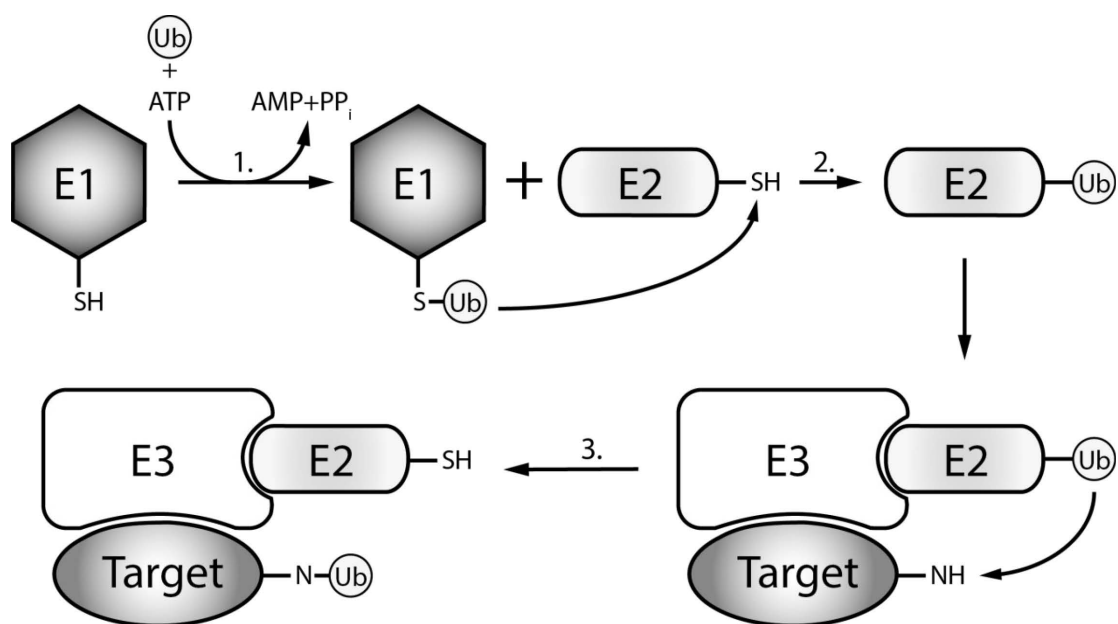 Ub
+
ATP
AMP+PPi
E1
1.
SH
E1
S
Ub
+
E2
SH
2.
E2
Ub
E3
E2
Ub
Target
NH
3.
E3
E2
SH
Target
N
Ub